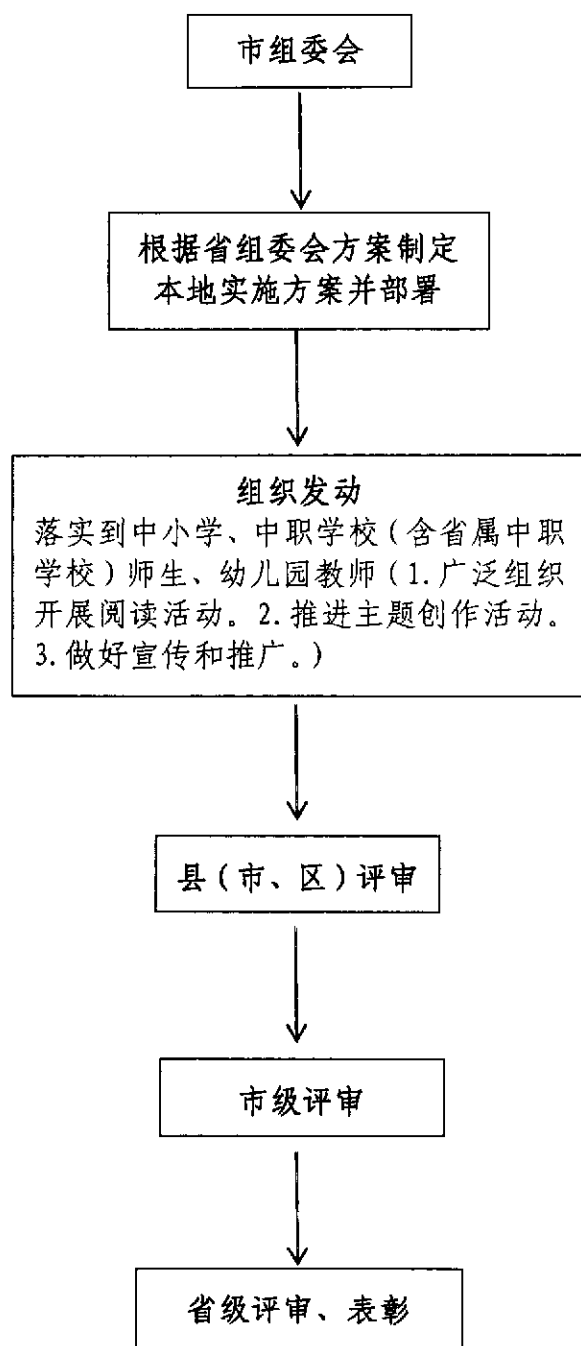 市组委会
根据省组委会方案制定
本地实施方案并部署
组织发动
落实到中小学、中职学校(含省属中职
学校)师生、幼儿园教师(1.广泛组织
开展阅读活动。2.推进主题创作活动。
3.做好宣传和推广。)
县(市、区)评审
市级评审
省级评审、表彰